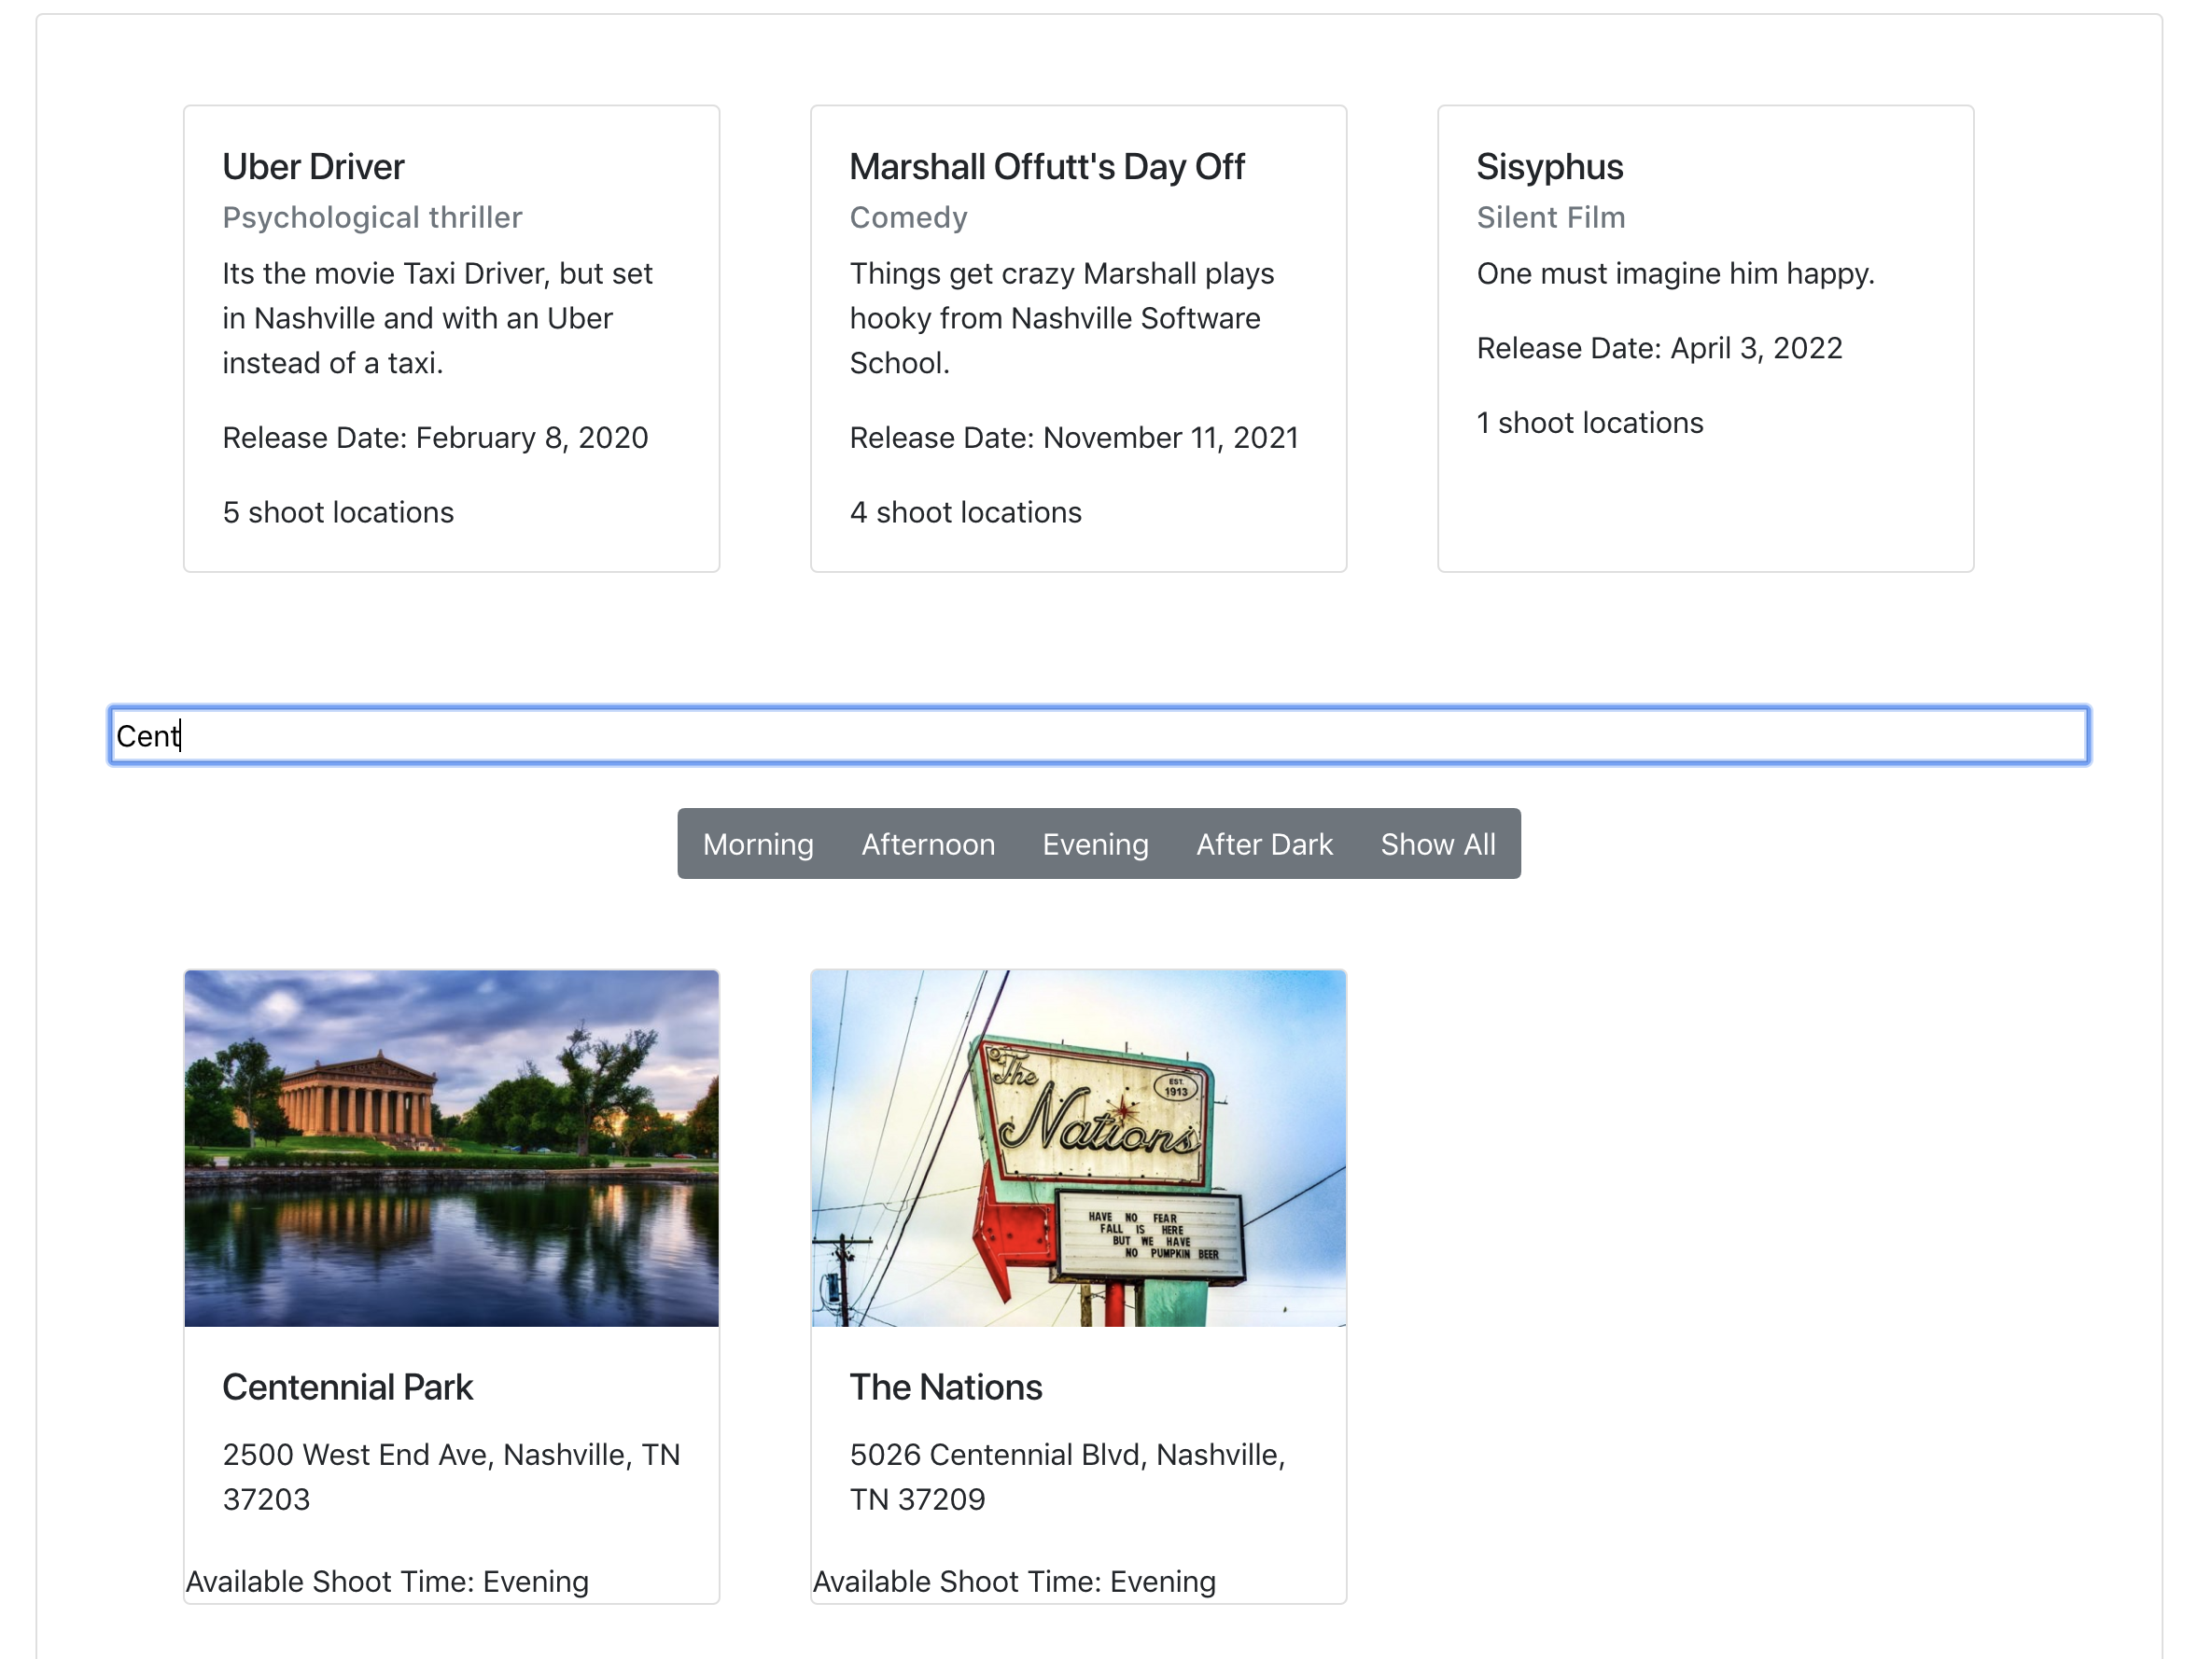 Uber Driver
Psychological thriller
Its the movie Taxi Driver, but set
in Nashville and with an Uber
instead of a taxi.
Release Date: February 8, 2020
5 shoot locations
Marshall Offutt's Day Off
Comedy
Things get crazy Marshall plays
hooky from Nashville Software
School.
Release Date: November 11, 2021
4 shoot locations
Sisyphus
Silent Film
One must imagine him happy.
Release Date: April 3, 2022
1 shoot locations
Cent
Morning Afternoon Evening After Dark Show All
Centennial Park
2500 West End Ave, Nashville, TN
37203
Available Shoot Time: Evening
The
Nations
EST.
1913
HAVE NO FEAR
FALL IS HERE
BUT WE HAVE
NO PUMPKIN BEER
The Nations
5026 Centennial Blvd, Nashville,
TN 37209
Available Shoot Time: Evening